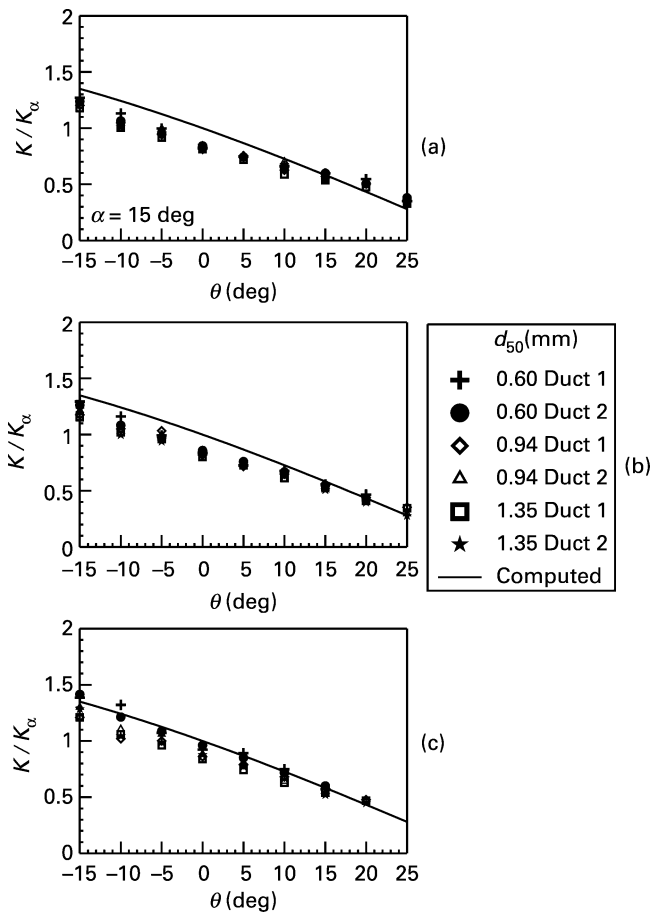 2
1.5
1
0.5
0
K / Kα
α = 15 deg
−15 −10 −5 0 5 10 15 20 25
θ (deg)
(a)
2
1.5
1
0.5
0
K / Kα
−15 −10 −5 0 5 10 15 20 25
θ (deg)
d50(mm)
0.60 Duct 1
0.60 Duct 2
0.94 Duct 1
0.94 Duct 2
1.35 Duct 1
1.35 Duct 2
Computed
(b)
2
1.5
1
0.5
0
K / Kα
−15 −10 −5 0 5 10 15 20 25
θ (deg)
(c)